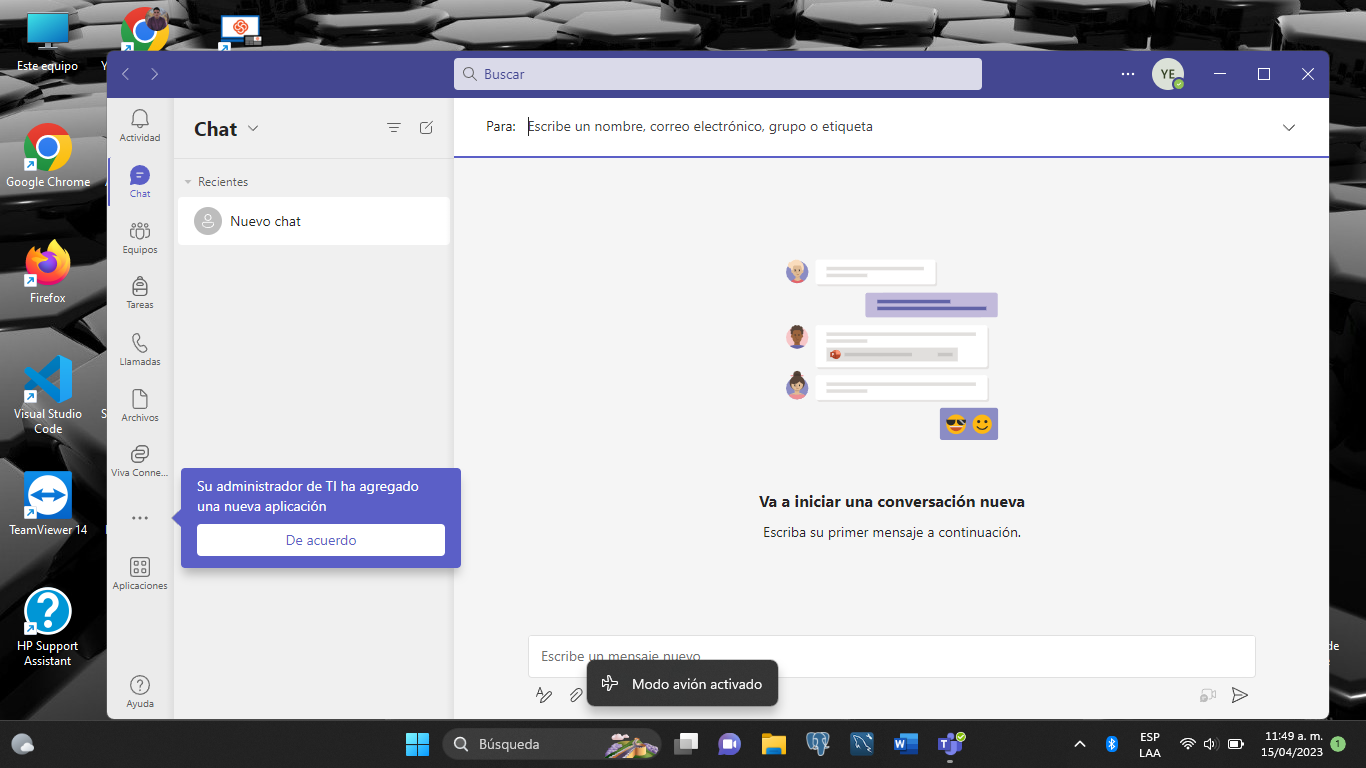 Este equipo
Y
Google Chrome
A
Firefox
Visual Studio
Code
S
TeamViewer 14
HP Support
Assistant
Buscar
YE
Actividad
Chat
Equipos
Tareas
Llamadas
Archivos
Viva Conne...
Aplicaciones
Ayuda
Chat
Recientes
Nuevo chat
Su administrador de TI ha agregado
una nueva aplicación
De acuerdo
Para: Escribe un nombre, correo electrónico, grupo o etiqueta
Va a iniciar una conversación nueva
Escriba su primer mensaje a continuación.
Escribe un mensaje nuevo
Modo avión activado
de
Búsqueda
ESP
LAA
11:49 a. m.
15/04/2023
1